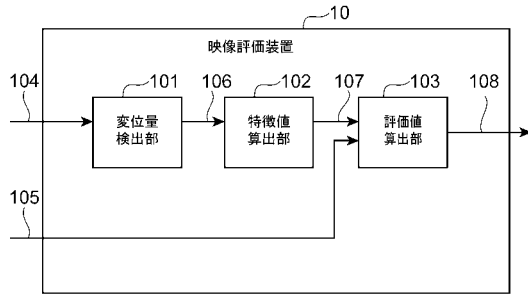 10
映像評価装置
104
101
106
102
107
103
108
変位量
検出部
特徴値
算出部
評価値
算出部
105